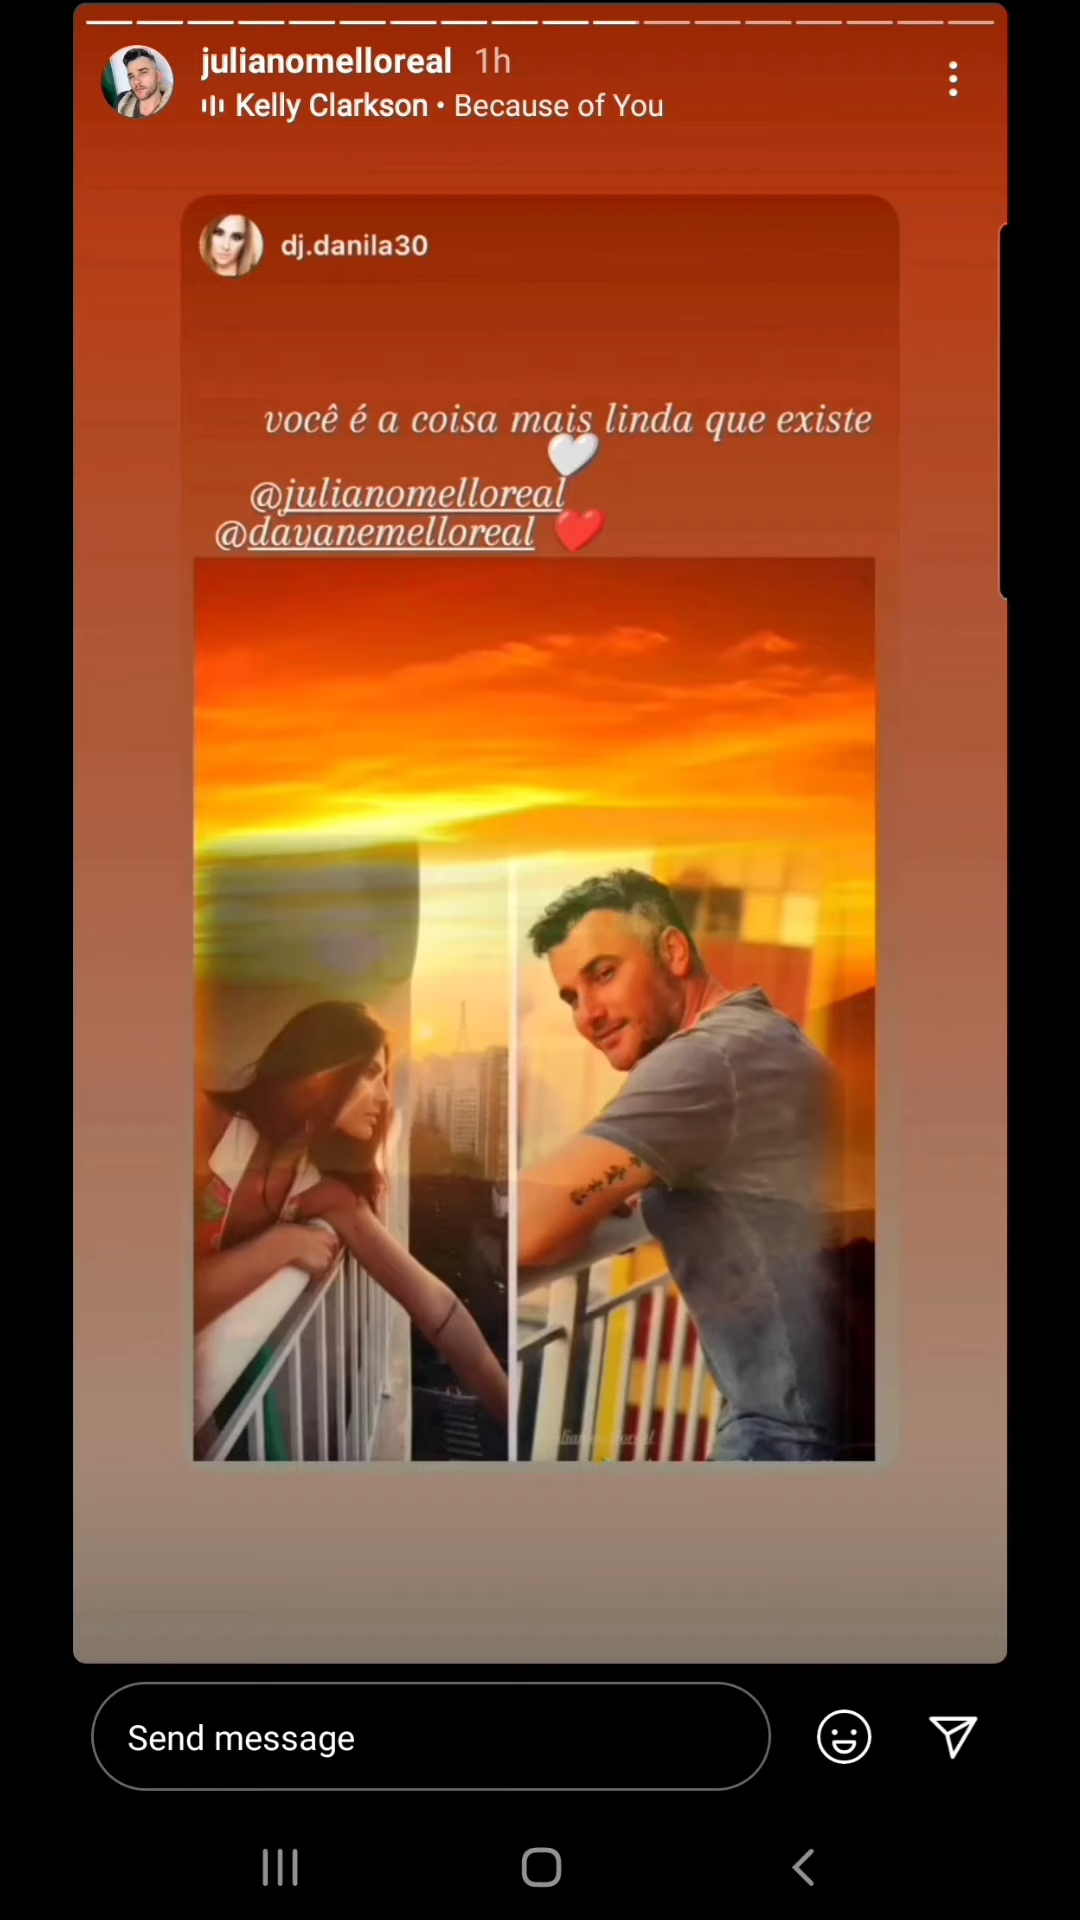 julianomelloreal 1h
Kelly Clarkson • Because of You
dj.danila30
você é a coisa mais linda que existe
@julianomelloreal
@dayanemelloreal
Send message